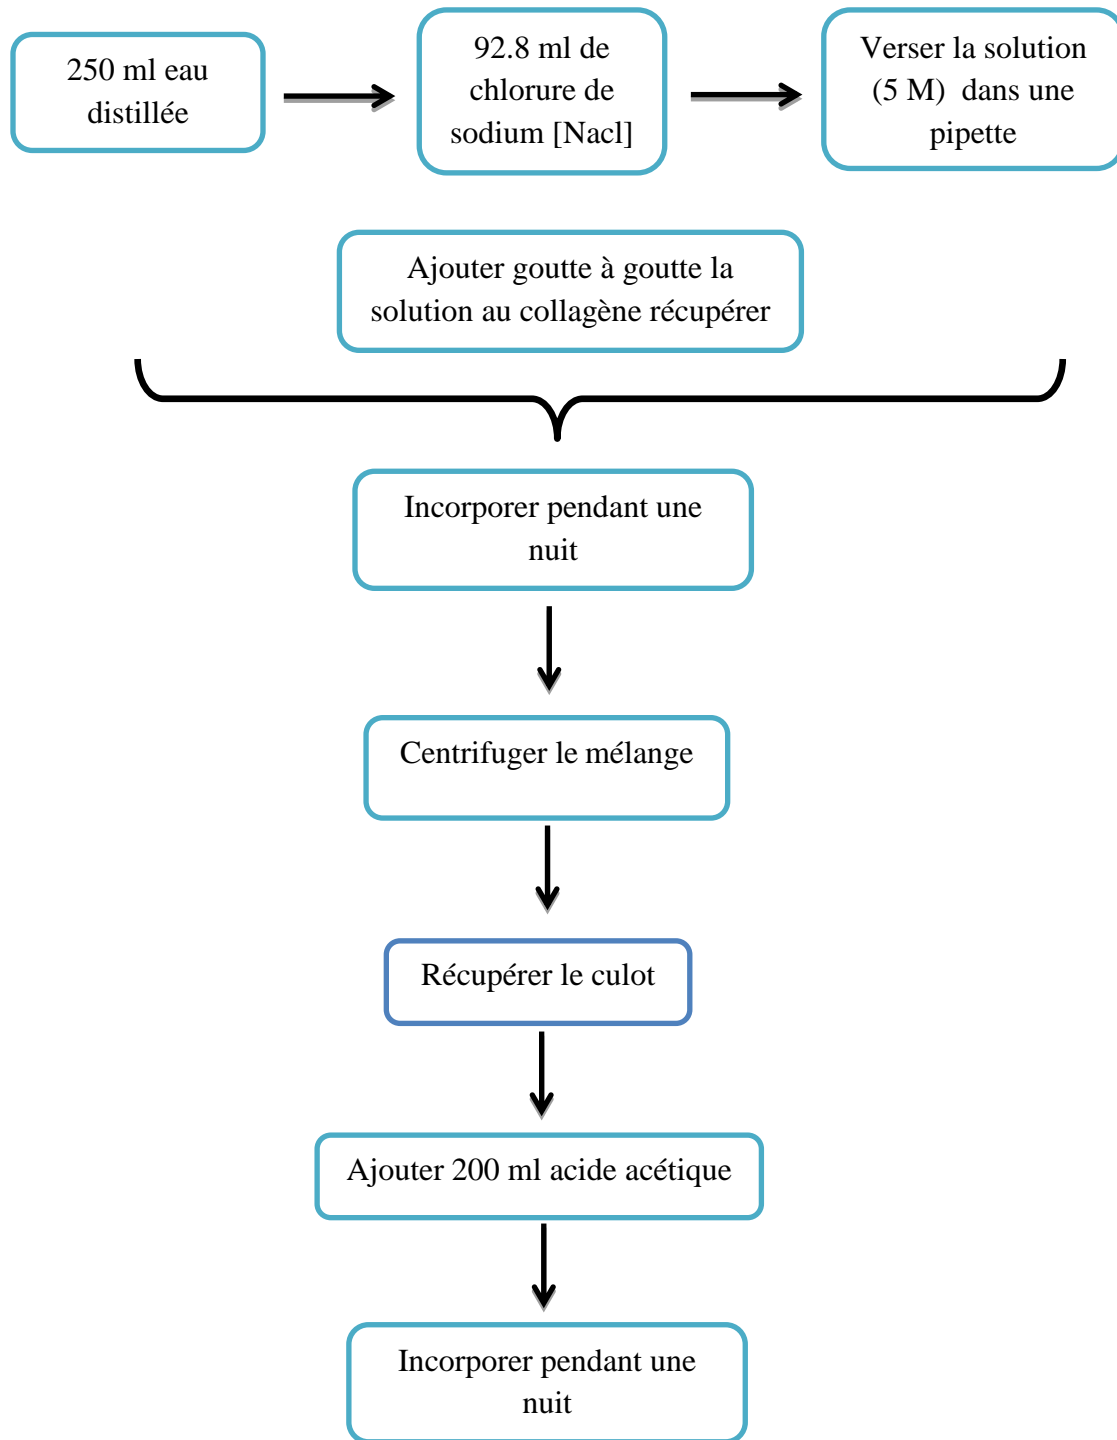 250 ml eau
distillée
92.8 ml de
chlorure de
sodium [Nacl]
Verser la solution
(5 M) dans une
pipette
Ajouter goutte à goutte la
solution au collagène récupérer
Incorporer pendant une
nuit
Centrifuger le mélange
Récupérer le culot
Ajouter 200 ml acide acétique
Incorporer pendant une
nuit